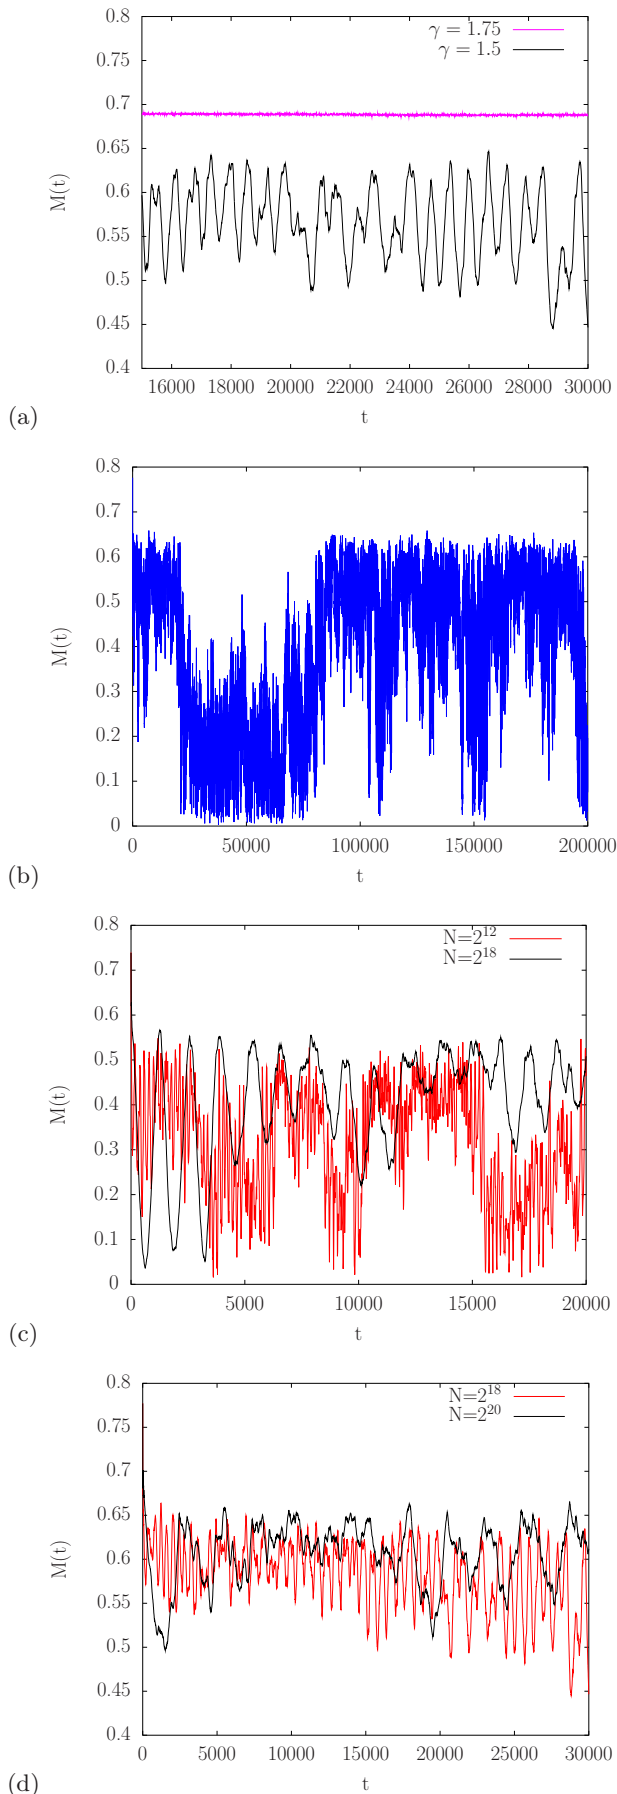 0.8
γ = 1.75
γ = 1.5
0.75
0.7
0.65
M(t)
0.6
0.55
0.5
0.45
0.4
16000 18000 20000 22000 24000 26000 28000 30000
(a)
t
0.8
0.7
0.6
0.5
M(t)
0.4
0.3
0.2
0.1
0
0 50000 100000 150000 200000
(b)
t
0.8
N=2^12
N=2^18
0.7
0.6
0.5
M(t)
0.4
0.3
0.2
0.1
0
0 5000 10000 15000 20000
(c)
t
0.8
N=2^18
N=2^20
0.75
0.7
0.65
M(t)
0.6
0.55
0.5
0.45
0.4
0 5000 10000 15000 20000 25000 30000
(d)
t